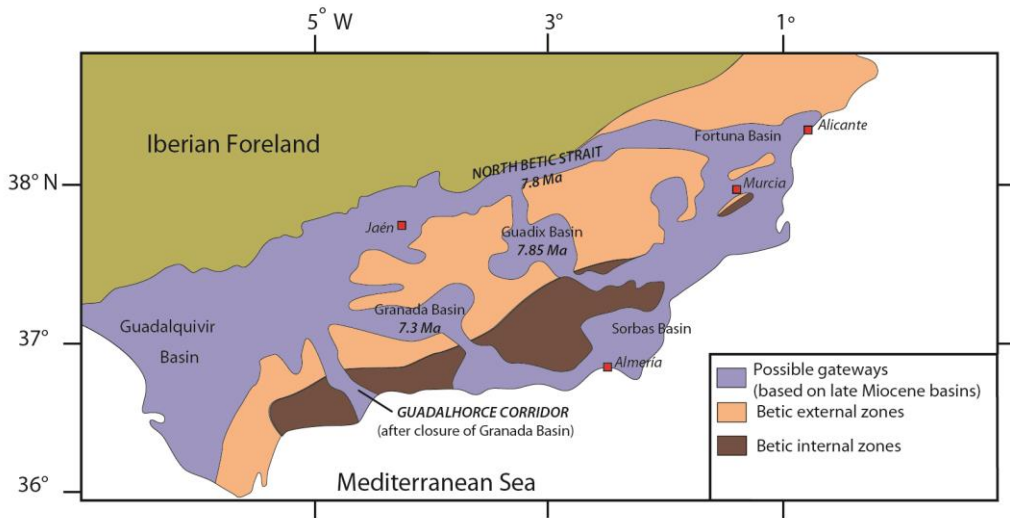 5° W
3°
1°
Iberian Foreland
Fortuna Basin
Alicante
NORTH BETIC STRAIT
7.8 Ma
38° N
Murcia
Jaén
Guadix Basin
7.85 Ma
Granada Basin
7.3 Ma
Guadalquivir
Basin
Sorbas Basin
37°
Almería
Possible gateways
(based on late Miocene basins)
Betic external zones
Betic internal zones
GUADALHORCE CORRIDOR
(after closure of Granada Basin)
Mediterranean Sea
36°